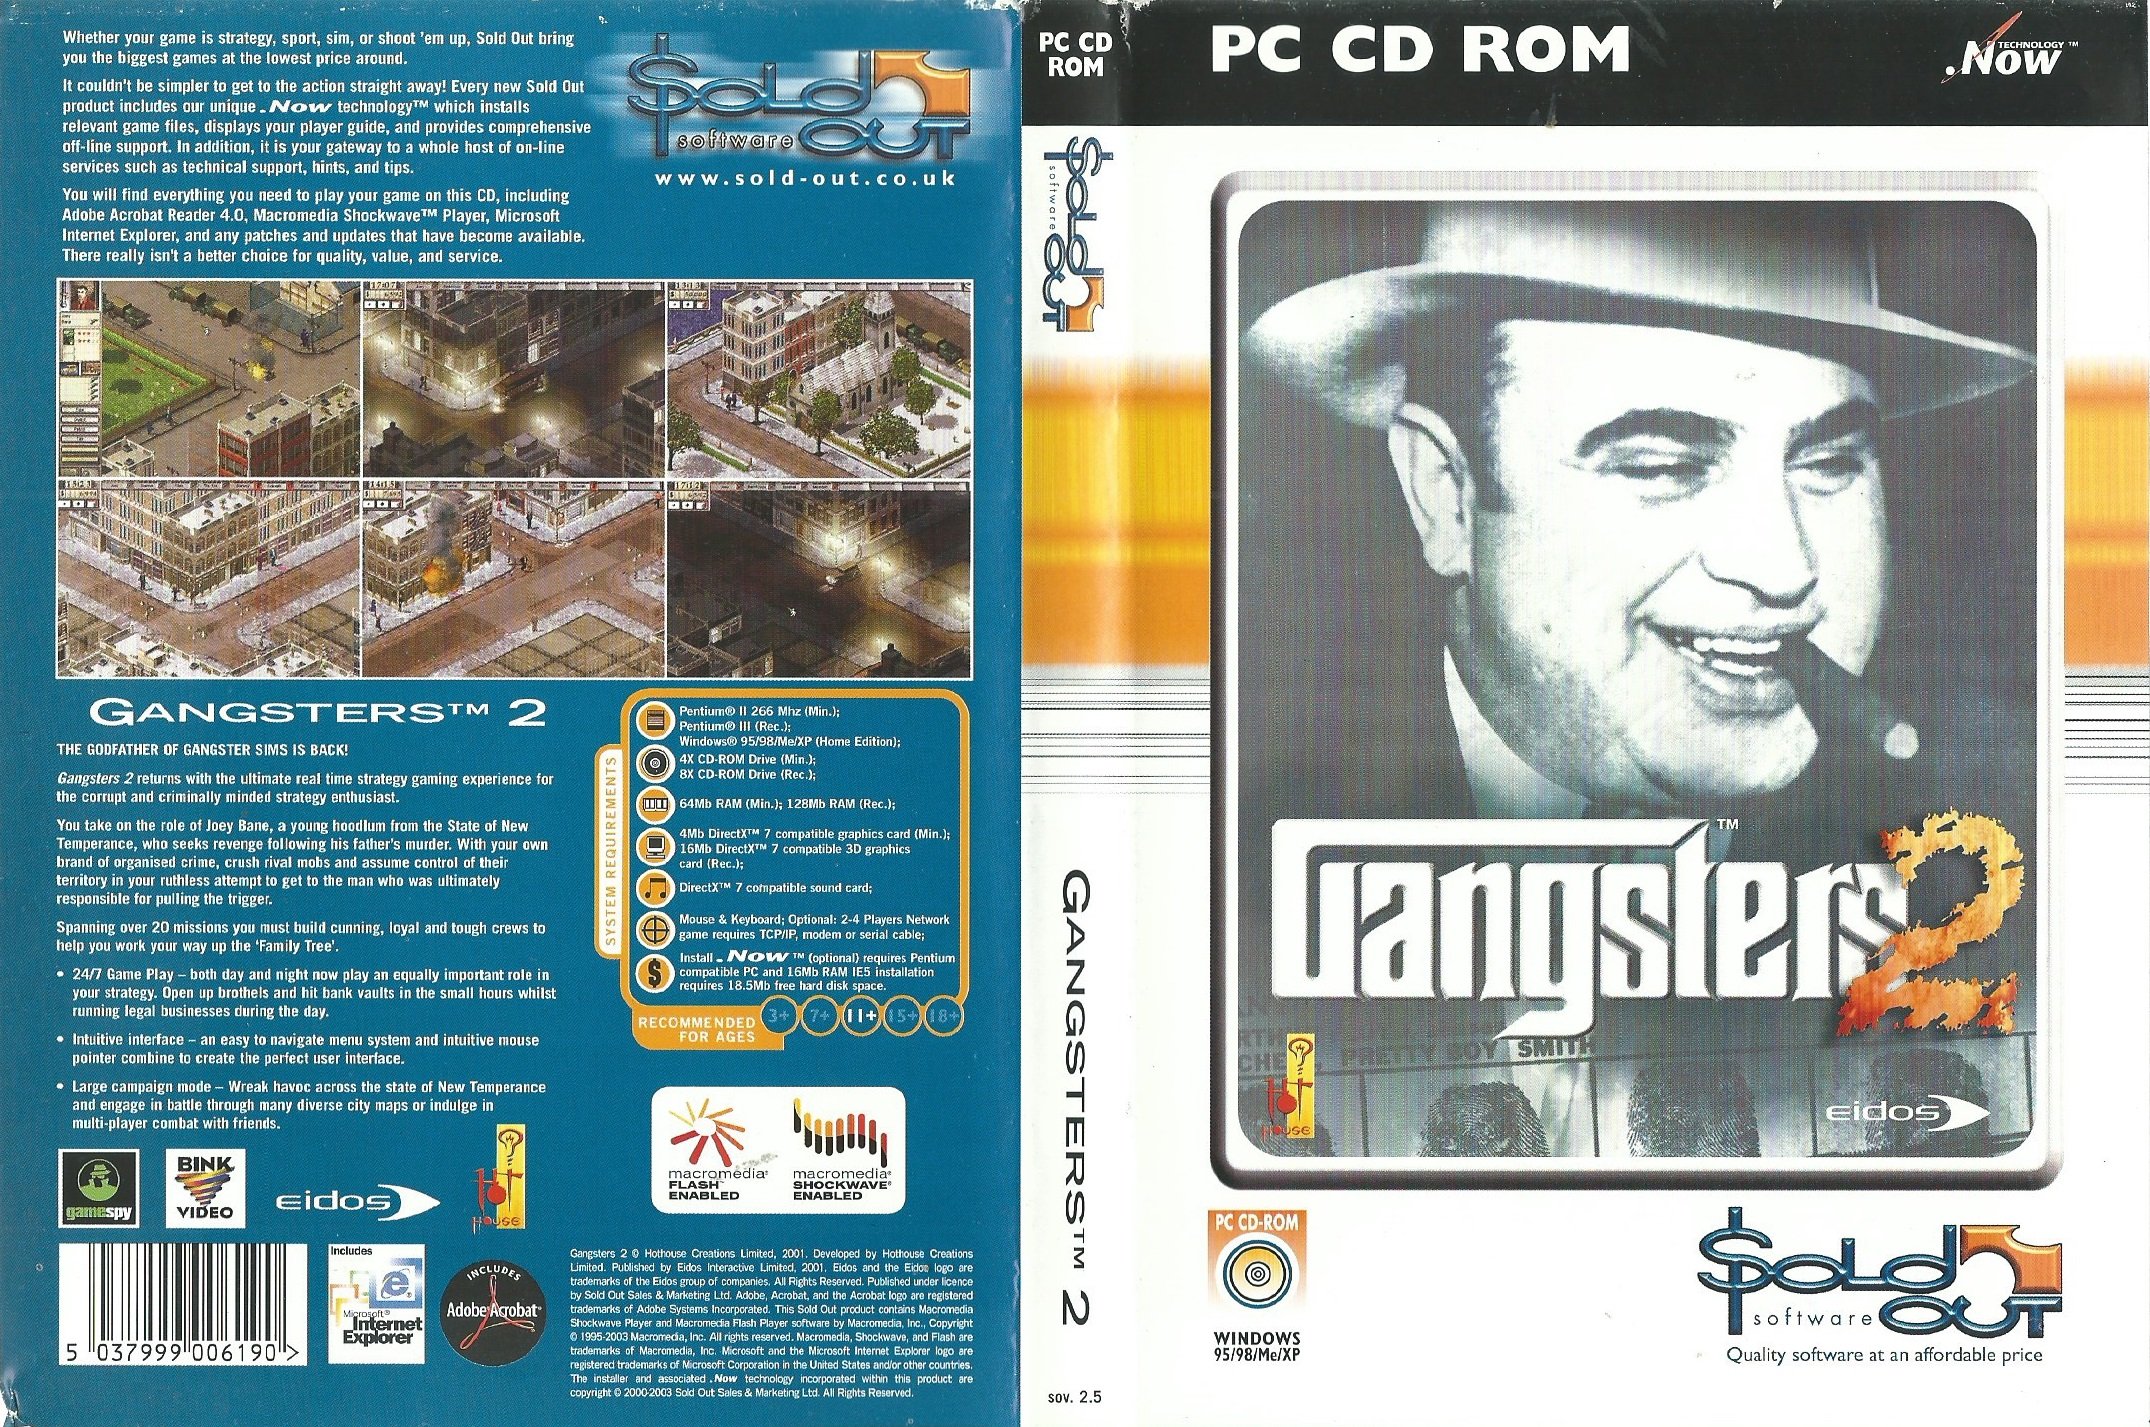 Whether your game is strategy, sport, sim, or shoot 'em up, Sold Out bring
you the biggest games at the lowest price around.
It couldn't be simpler to get to the action straight away! Every new Sold Out
product includes our unique .Now technology™ which installs
relevant game files, displays your player guide, and provides comprehensive
off-line support. In addition, it is your gateway to a whole host of on-line
services such as technical support, hints, and tips.
You will find everything you need to play your game on this CD, including
Adobe Acrobat Reader 4.0, Macromedia Shockwave™ Player, Microsoft
Internet Explorer, and any patches and updates that have become available.
There really isn't a better choice for quality, value, and service.
$old Out
software
www.sold-out.co.uk
GANGSTERS™ 2
THE GODFATHER OF GANGSTER SIMS IS BACK!
Gangsters 2 returns with the ultimate real time strategy gaming experience for
the corrupt and criminally minded strategy enthusiast.
You take on the role of Joey Bane, a young hoodlum from the State of New
Temperance, who seeks revenge following his father's murder. With your own
brand of organised crime, crush rival mobs and assume control of their
territory in your ruthless attempt to get to the man who was ultimately
responsible for pulling the trigger.
Spanning over 20 missions you must build cunning, loyal and tough crews to
help you work your way up the 'Family Tree'.
• 24/7 Game Play – both day and night now play an equally important role in
your strategy. Open up brothels and hit bank vaults in the small hours whilst
running legal businesses during the day.
• Intuitive interface – an easy to navigate menu system and intuitive mouse
pointer combine to create the perfect user interface.
• Large campaign mode – Wreak havoc across the state of New Temperance
and engage in battle through many diverse city maps or indulge in
multi-player combat with friends.
SYSTEM REQUIREMENTS
Pentium® II 266 Mhz (Min.);
Pentium® III (Rec.);
Windows® 95/98/Me/XP (Home Edition);
4X CD-ROM Drive (Min.);
8X CD-ROM Drive (Rec.);
64Mb RAM (Min.); 128Mb RAM (Rec.);
4Mb DirectX™ 7 compatible graphics card (Min.);
16Mb DirectX™ 7 compatible 3D graphics
card (Rec.);
DirectX™ 7 compatible sound card;
Mouse & Keyboard; Optional: 2-4 Players Network
game requires TCP/IP, modem or serial cable;
Install .Now ™ (optional) requires Pentium
compatible PC and 16Mb RAM IE5 installation
requires 18.5Mb free hard disk space.
RECOMMENDED
FOR AGES
3+ 7+ 11+ 15+ 18+
macromedia®
FLASH™
ENABLED
macromedia®
SHOCKWAVE®
ENABLED
gamespy
BINK
VIDEO
eidos
HOT
HOUSE
5 037999 006190 >
Includes
Microsoft®
Internet
Explorer
INCLUDES
Adobe Acrobat®
Gangsters 2 © Hothouse Creations Limited, 2001. Developed by Hothouse Creations
Limited. Published by Eidos Interactive Limited, 2001. Eidos and the Eidos logo are
trademarks of the Eidos group of companies. All Rights Reserved. Published under licence
by Sold Out Sales & Marketing Ltd. Adobe, Acrobat, and the Acrobat logo are registered
trademarks of Adobe Systems Incorporated. This Sold Out product contains Macromedia
Shockwave Player and Macromedia Flash Player software by Macromedia, Inc., Copyright
© 1995-2003 Macromedia, Inc. All rights reserved. Macromedia, Shockwave, and Flash are
trademarks of Macromedia, Inc. Microsoft and the Microsoft Internet Explorer logo are
registered trademarks of Microsoft Corporation in the United States and/or other countries.
The installer and associated .Now technology incorporated within this product are
copyright © 2000-2003 Sold Out Sales & Marketing Ltd. All Rights Reserved.
PC CD
ROM
$old Out
software
GANGSTERS™ 2
sov. 2.5
PC CD ROM
TECHNOLOGY ™
.Now
Gangsters 2
™
PRETTY BOY SMITH
HOT
HOUSE
eidos
PC CD-ROM
WINDOWS
95/98/Me/XP
$old Out
software
Quality software at an affordable price